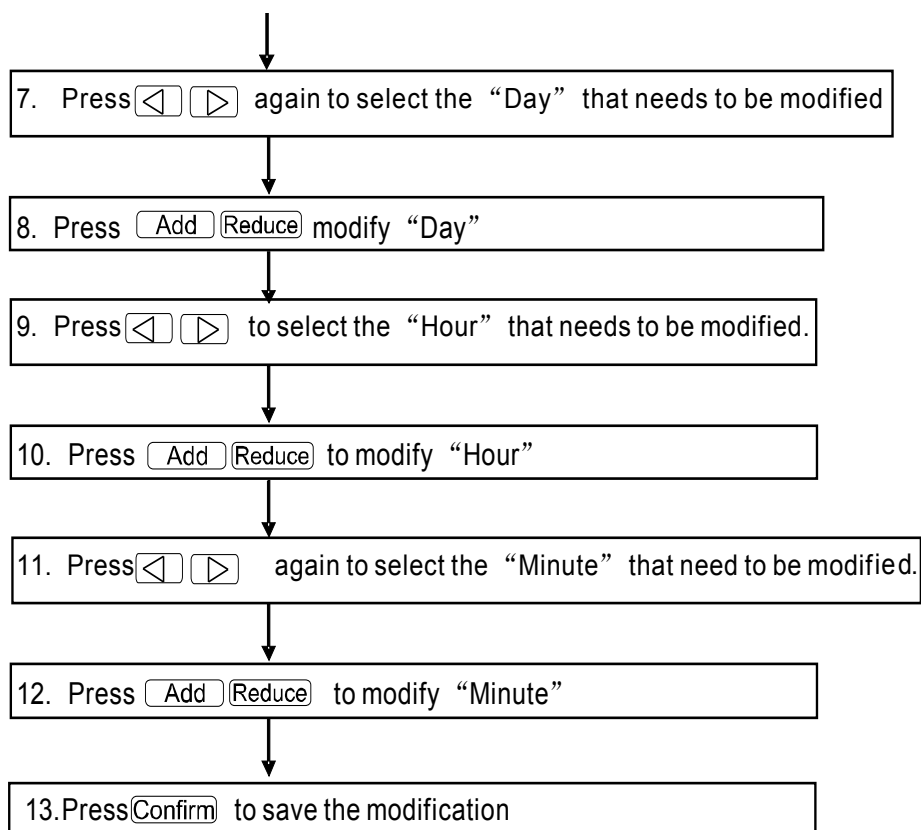 7. Press ◁ ▷ again to select the “Day” that needs to be modified
8. Press Add Reduce modify “Day”
9. Press ◁ ▷ to select the “Hour” that needs to be modified.
10. Press Add Reduce to modify “Hour”
11. Press ◁ ▷ again to select the “Minute” that need to be modified.
12. Press Add Reduce to modify “Minute”
13.Press Confirm to save the modification